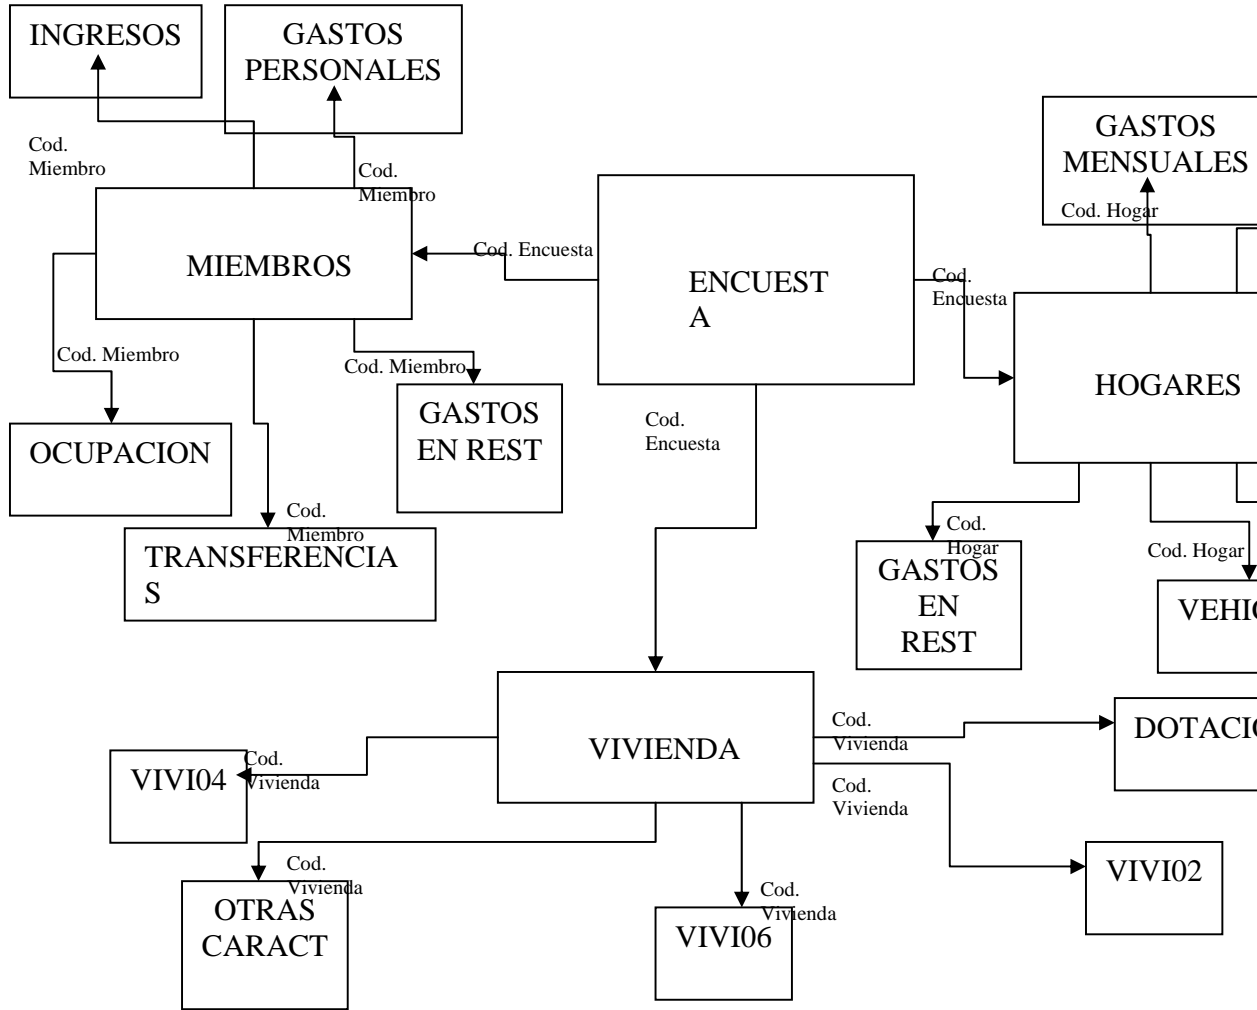 INGRESOS
GASTOS
PERSONALES
Cod.
Miembro
Cod.
Miembro
MIEMBROS
Cod. Encuesta
ENCUEST
A
Cod.
Encuesta
GASTOS
MENSUALES
Cod. Hogar
HOGARES
Cod. Miembro
Cod. Miembro
OCUPACION
GASTOS
EN REST
Cod.
Encuesta
Cod.
Miembro
TRANSFERENCIA
S
Cod.
Hogar
GASTOS
EN
REST
Cod. Hogar
VEHIC
VIVIENDA
Cod.
Vivienda
DOTACIO
Cod.
Vivienda
VIVI04
Cod.
Vivienda
VIVI02
Cod.
Vivienda
OTRAS
CARACT
Cod.
Vivienda
VIVI06